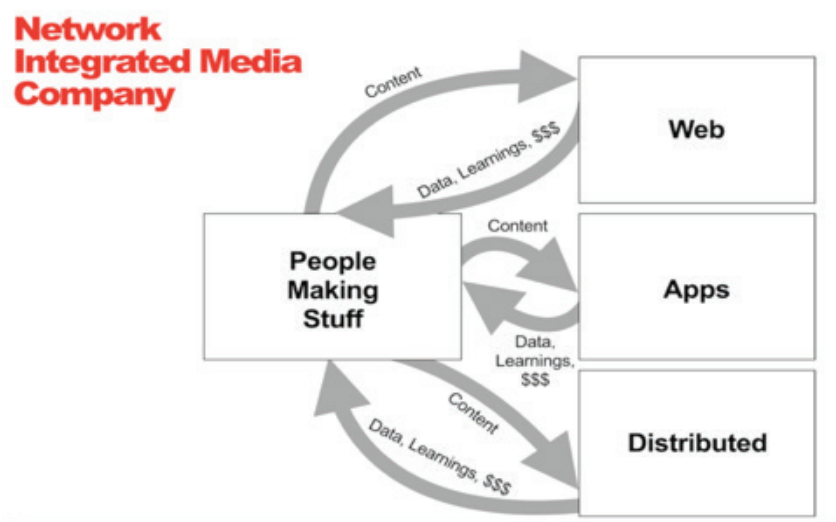 Network
Integrated Media
Company
Content
Data, Learnings, $$$
Web
People
Making
Stuff
Content
Data,
Learnings,
$$$
Apps
Content
Data, Learnings, $$$
Distributed